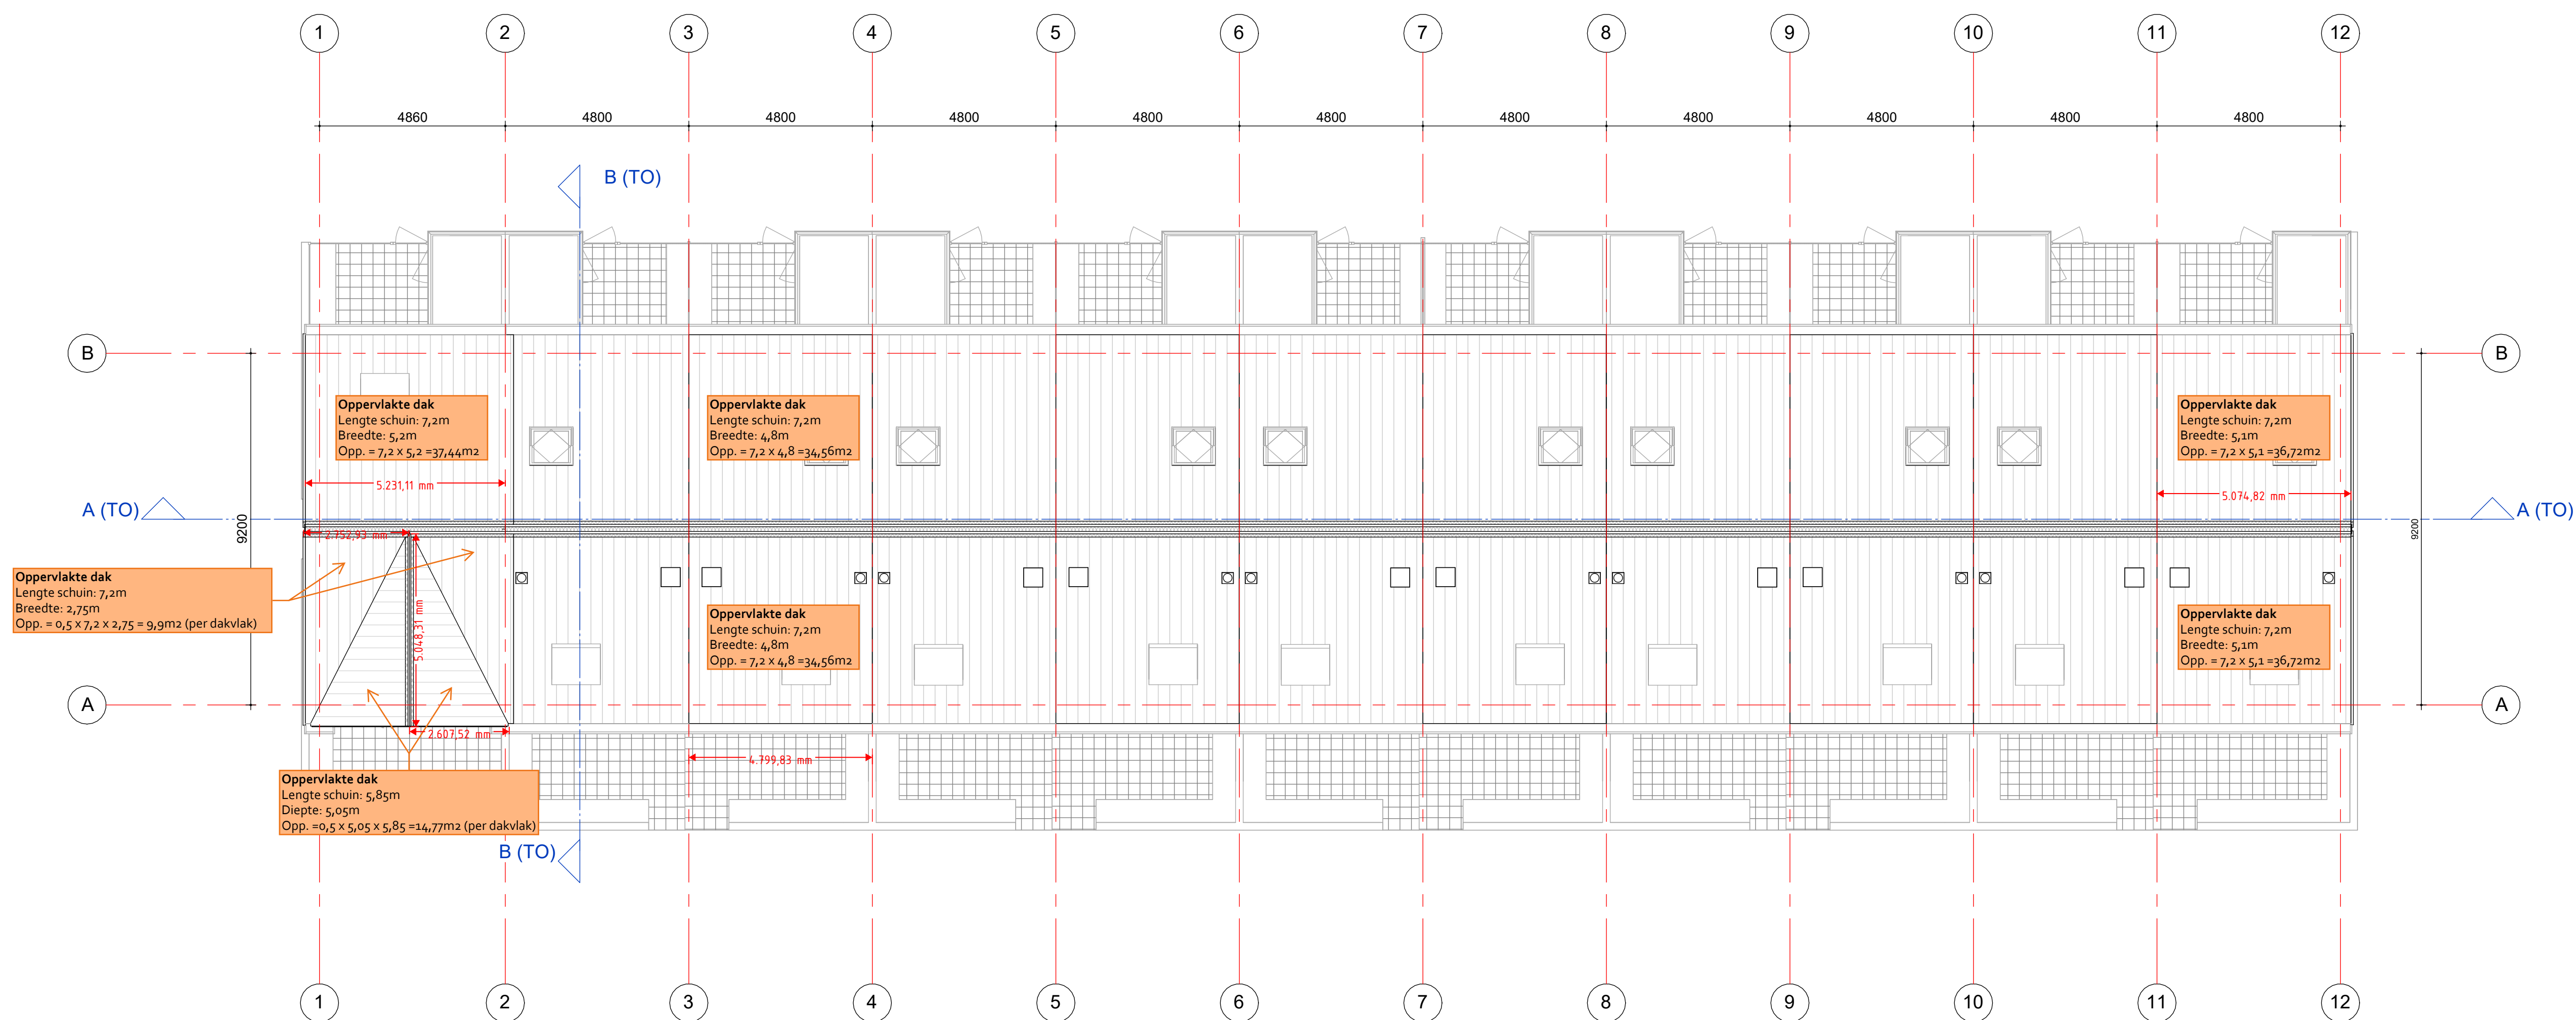 1 2 3 4 5 6 7 8 9 10 11 12
4860 4800 4800 4800 4800 4800 4800 4800 4800 4800 4800
B (TO)
B B
Oppervlakte dak
Lengte schuin: 7,2m
Breedte: 5,2m
Opp. = 7,2 x 5,2 =37,44m2
Oppervlakte dak
Lengte schuin: 7,2m
Breedte: 4,8m
Opp. = 7,2 x 4,8 =34,56m2
Oppervlakte dak
Lengte schuin: 7,2m
Breedte: 5,1m
Opp. = 7,2 x 5,1 =36,72m2
5.231,11 mm
5.074,82 mm
A (TO)
A (TO)
9200
9200
2.752,93 mm
Oppervlakte dak
Lengte schuin: 7,2m
Breedte: 2,75m
Opp. = 0,5 x 7,2 x 2,75 = 9,9m2 (per dakvlak)
5.048,31 mm
Oppervlakte dak
Lengte schuin: 7,2m
Breedte: 4,8m
Opp. = 7,2 x 4,8 =34,56m2
Oppervlakte dak
Lengte schuin: 7,2m
Breedte: 5,1m
Opp. = 7,2 x 5,1 =36,72m2
A A
2.607,52 mm
4.799,83 mm
Oppervlakte dak
Lengte schuin: 5,85m
Diepte: 5,05m
Opp. =0,5 x 5,05 x 5,85 =14,77m2 (per dakvlak)
B (TO)
1 2 3 4 5 6 7 8 9 10 11 12